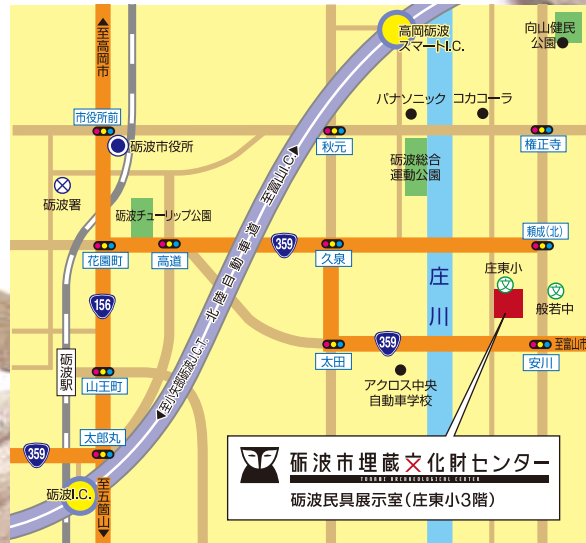 ▲至高岡市
高岡砺波
スマートI.C.
向山健民
公園
パナソニック
コカコーラ
市役所前
砺波市役所
秋元
権正寺
砺波総合
運動公園
至富山I.C.▲
砺波署
砺波チューリップ公園
北陸自動車道
花園町
高道
359
久泉
頼成(北)
庄川
庄東小
文
文
般若中
156
砺波駅
359
至富山市
山王町
太田
安川
▼至小矢部砺波J.C.T.
アクロス中央
自動車学校
太郎丸
359
砺波I.C.
至五箇山▼
砺波市埋蔵文化財センター
TONAMI ARCHAEOLOGICAL CENTER
砺波民具展示室(庄東小3階)